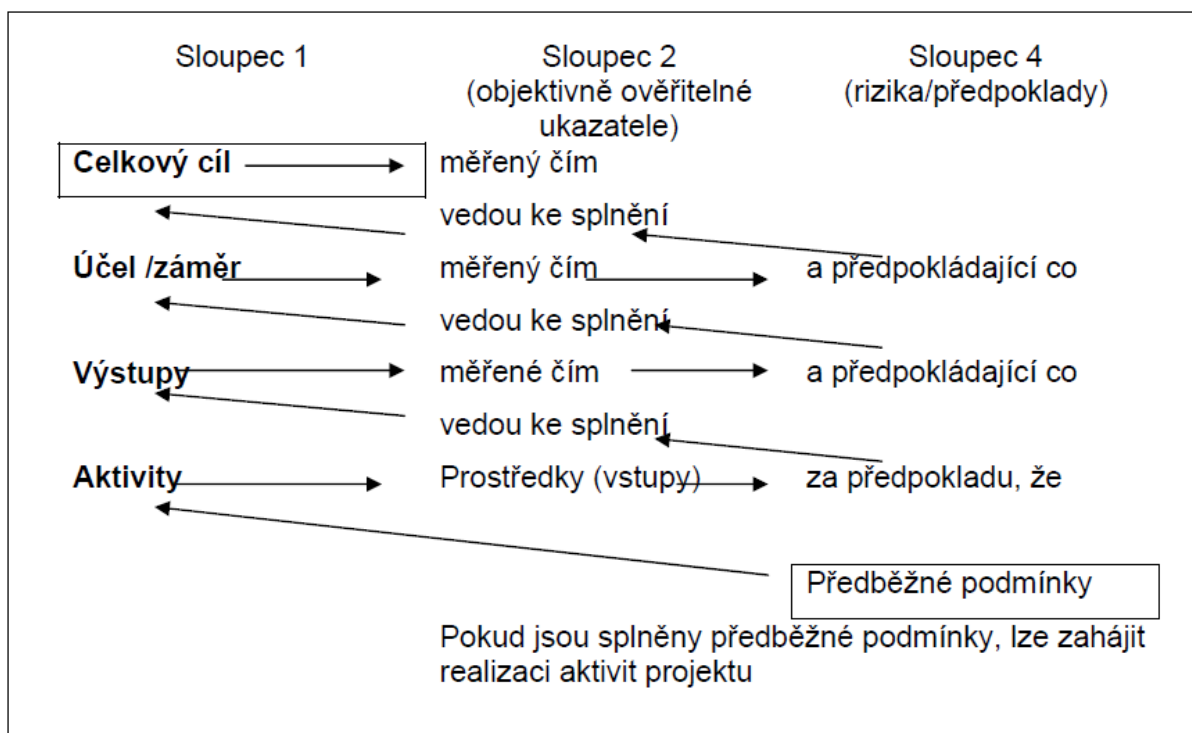 Sloupec 1 Sloupec 2 Sloupec 4
(objektivně ověřitelné (rizika/předpoklady)
ukazatele)
Celkový cíl měřený čím
vedou ke splnění
Účel /záměr měřený čím a předpokládající co
vedou ke splnění
Výstupy měřené čím a předpokládající co
vedou ke splnění
Aktivity Prostředky (vstupy) za předpokladu, že
Předběžné podmínky
Pokud jsou splněny předběžné podmínky, lze zahájit
realizaci aktivit projektu